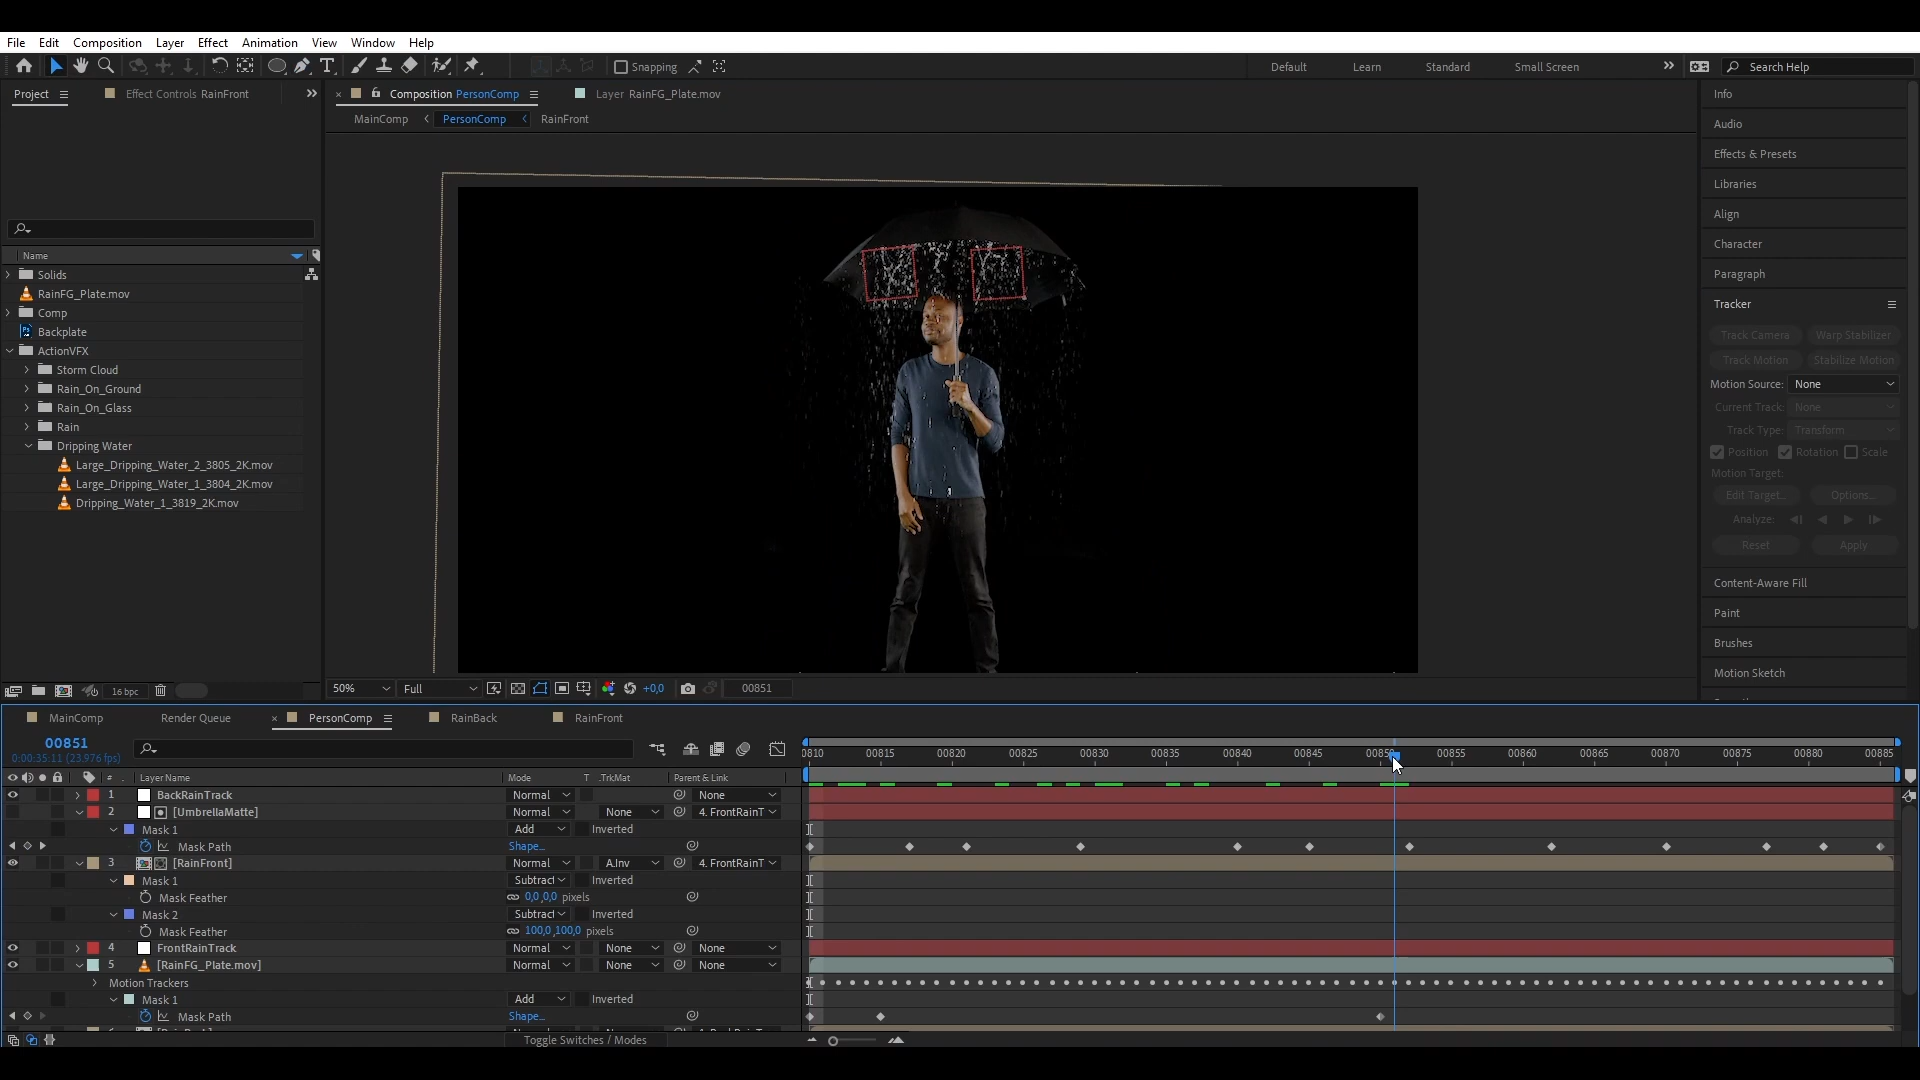 File Edit Composition Layer Effect Animation View Window Help
Snapping
Default Learn Standard Small Screen » Search Help
Project Effect Controls RainFront »
Name
Solids
RainFG_Plate.mov
Comp
Backplate
ActionVFX
Storm Cloud
Rain_On_Ground
Rain_On_Glass
Rain
Dripping Water
Large_Dripping_Water_2_3805_2K.mov
Large_Dripping_Water_1_3804_2K.mov
Dripping_Water_1_3819_2K.mov
16 bpc
Composition PersonComp Layer RainFG_Plate.mov
MainComp PersonComp RainFront
50% Full +0,0 00851
Info
Audio
Effects & Presets
Libraries
Align
Character
Paragraph
Tracker
Track Camera Warp Stabilizer
Track Motion Stabilize Motion
Motion Source: None
Current Track: None
Track Type: Transform
Position Rotation Scale
Motion Target:
Edit Target... Options...
Analyze:
Reset Apply
Content-Aware Fill
Paint
Brushes
Motion Sketch
MainComp Render Queue PersonComp RainBack RainFront
00851
0:00:35:11 (23.976 fps)
0810 00815 00820 00825 00830 00835 00840 00845 00850 00855 00860 00865 00870 00875 00880 00885
# Layer Name Mode T .TrkMat Parent & Link
1 BackRainTrack Normal None
2 [UmbrellaMatte] Normal None 4. FrontRainT
Mask 1 Add Inverted
Mask Path Shape...
3 [RainFront] Normal A.Inv 4. FrontRainT
Mask 1 Subtract Inverted
Mask Feather 0,0,0,0 pixels
Mask 2 Subtract Inverted
Mask Feather 100,0,100,0 pixels
4 FrontRainTrack Normal None None
5 [RainFG_Plate.mov] Normal None None
Motion Trackers
Mask 1 Add Inverted
Mask Path Shape...
Toggle Switches / Modes